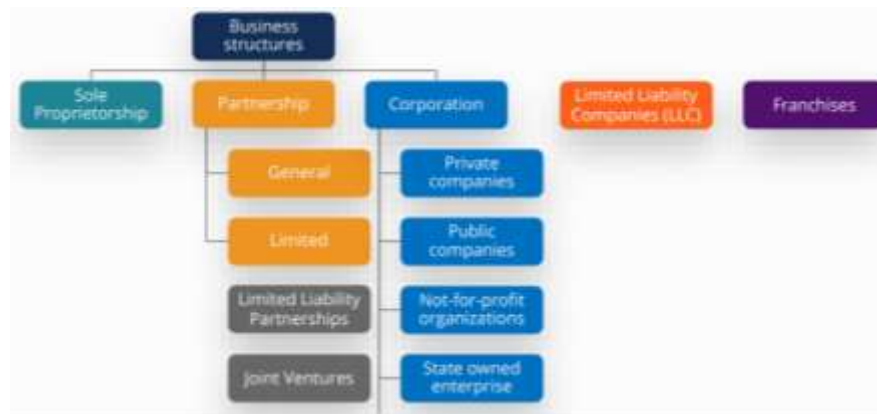 Business
structures
Sole
Proprietorship
Partnership
Corporation
Limited Liability
Companies (LLC)
Franchises
General
Private
companies
Limited
Public
companies
Limited Liability
Partnerships
Not-for-profit
organizations
Joint Ventures
State owned
enterprise